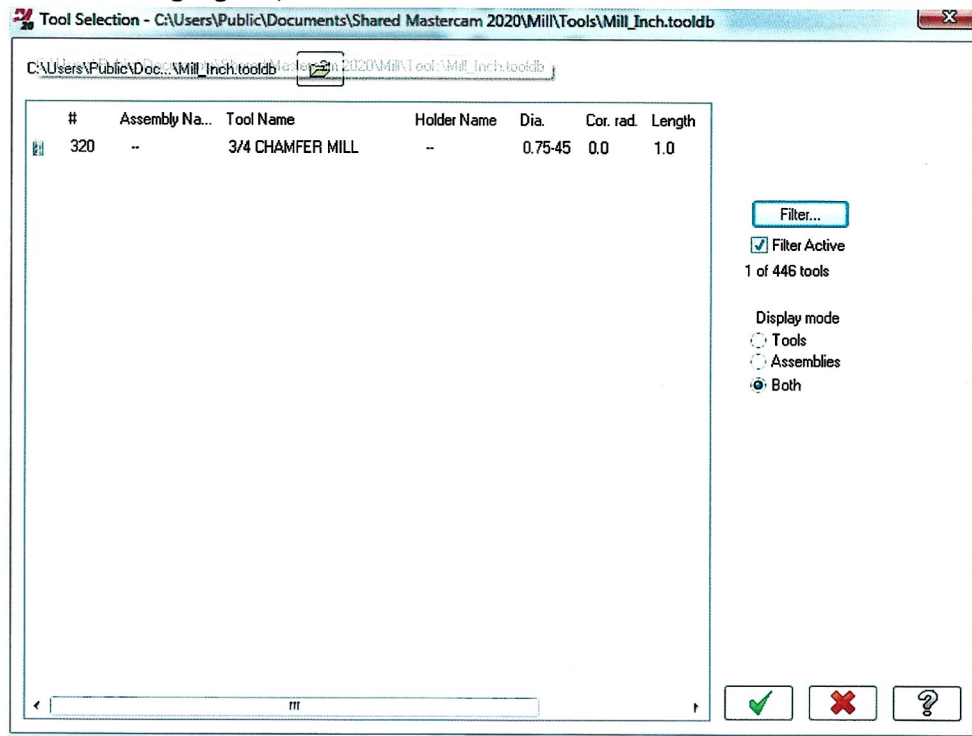 Tool Selection - C:\Users\Public\Documents\Shared Mastercam 2020\Mill\Tools\Mill_Inch.tooldb
C:\Users\Public\Doc...\Mill_Inch.tooldb
# Assembly Na... Tool Name Holder Name Dia. Cor. rad. Length
320 -- 3/4 CHAMFER MILL -- 0.75-45 0.0 1.0
Filter...
Filter Active
1 of 446 tools
Display mode
Tools
Assemblies
Both